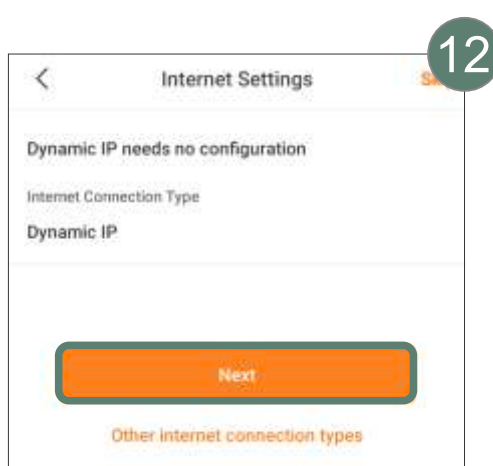 12
Internet Settings
Dynamic IP needs no configuration
Internet Connection Type
Dynamic IP
Next
Other internet connection types